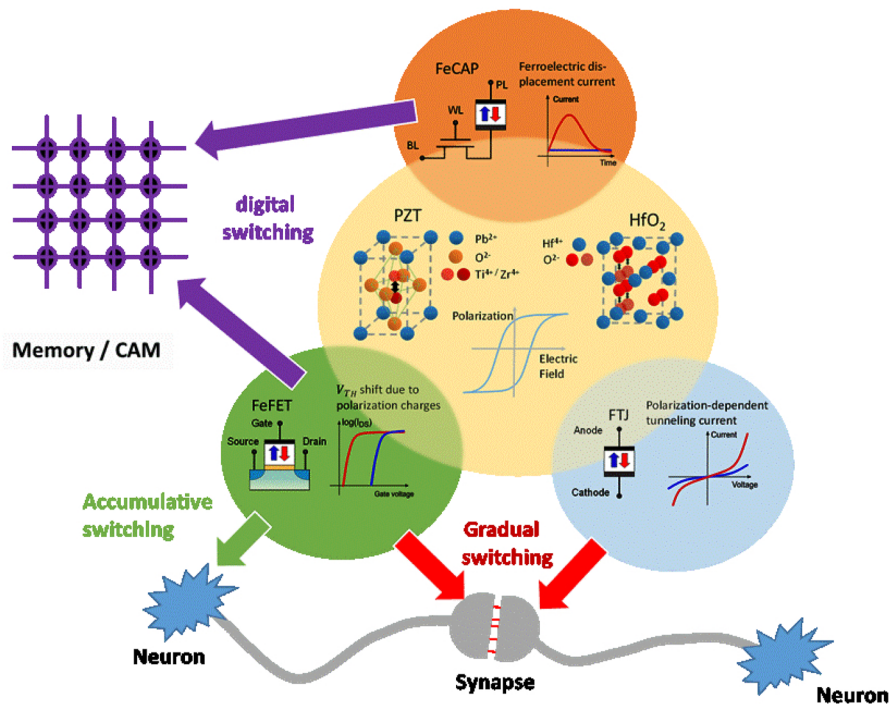 FeCAP
Ferroelectric dis-
placement current
PL
WL
BL
Current
Time
digital
switching
PZT
HfO2
Pb2+
O2-
Ti4+ / Zr4+
Hf4+
O2-
Polarization
Electric
Field
Memory / CAM
FeFET
Gate
Source
Drain
VTH shift due to
polarization charges
log(IDS)
Gate voltage
FTJ
Anode
Cathode
Polarization-dependent
tunneling current
Current
Voltage
Accumulative
switching
Gradual
switching
Neuron
Synapse
Neuron